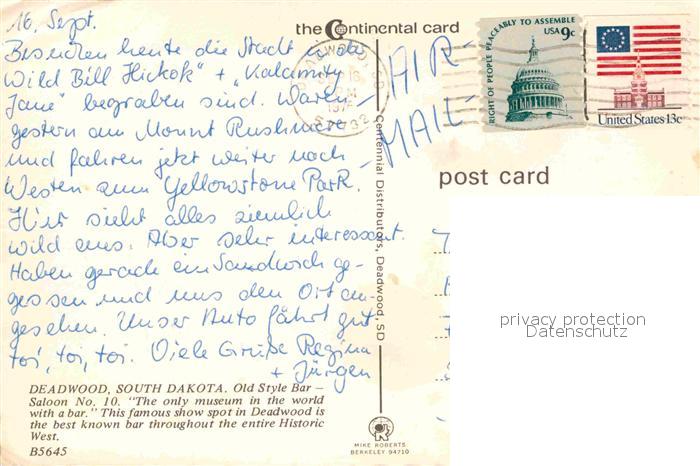 16. Sept.
the Continental card
Besuchen heute die Stadt wo
Wild Bill Hickok" + "Kalamity
Jane" begraben sind. Waren
gestern am Mount Rushmore
und fahren jetzt weiter nach
Westen zum Yellowstone Park.
Hier sieht alles ziemlich
wild aus. Aber sehr interessant.
Haben gerade ein Sandwich ge-
gessen und uns den Ort an-
gesehen. Unser Auto fährt gut
toi, toi, toi. Viele Grüße Regina
+ Jürgen
DEADWOOD, SOUTH DAKOTA. Old Style Bar –
Saloon No. 10. "The only museum in the world
with a bar." This famous show spot in Deadwood is
the best known bar throughout the entire Historic
West.
B5645
Centennial Distributors, Deadwood, SD
MIKE ROBERTS
BERKELEY 94710
AIR-
MAIL-
DEADWOOD, SD
16
57732
RIGHT OF PEOPLE PEACEABLY TO ASSEMBLE
USA 9c
United States 13c
post card
privacy protection
Datenschutz